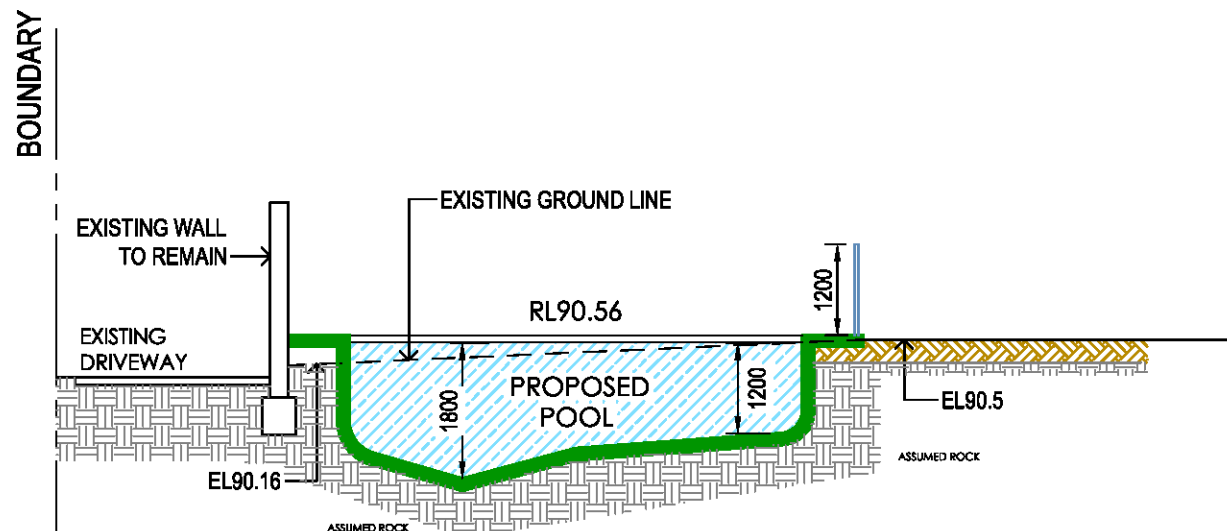 BOUNDARY
EXISTING WALL
TO REMAIN
EXISTING GROUND LINE
EXISTING
DRIVEWAY
RL90.56
1200
PROPOSED
POOL
1800
1200
EL90.5
EL90.16
ASSUMED ROCK
ASSUMED ROCK